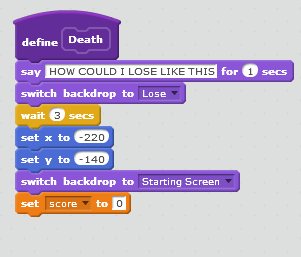 define Death
say HOW COULD I LOSE LIKE THIS for 1 secs
switch backdrop to Lose
wait 3 secs
set x to -220
set y to -140
switch backdrop to Starting Screen
set score to 0